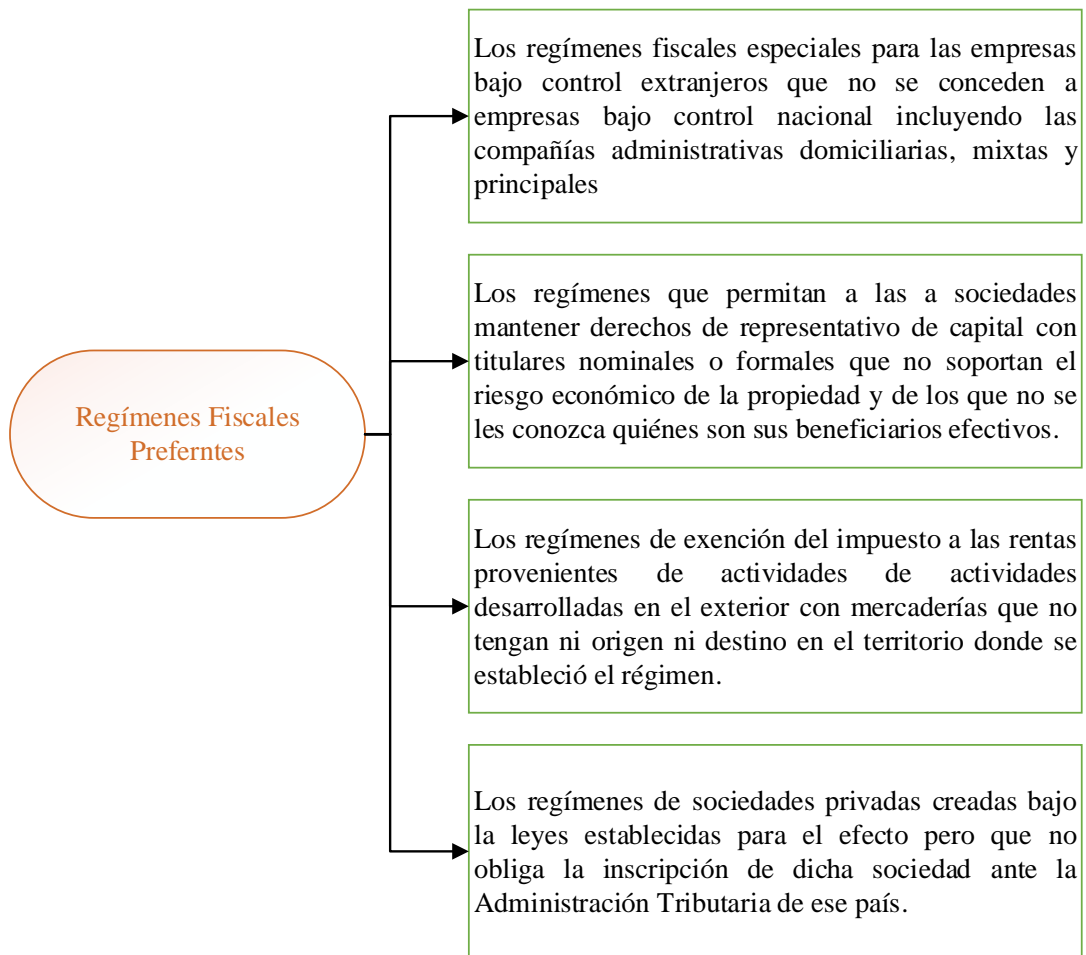 Los regímenes fiscales especiales para las empresas
bajo control extranjeros que no se conceden a
empresas bajo control nacional incluyendo las
compañías administrativas domiciliarias, mixtas y
principales
Los regímenes que permitan a las a sociedades
mantener derechos de representativo de capital con
titulares nominales o formales que no soportan el
riesgo económico de la propiedad y de los que no se
les conozca quiénes son sus beneficiarios efectivos.
Regímenes Fiscales
Preferntes
Los regímenes de exención del impuesto a las rentas
provenientes de actividades de actividades
desarrolladas en el exterior con mercaderías que no
tengan ni origen ni destino en el territorio donde se
estableció el régimen.
Los regímenes de sociedades privadas creadas bajo
la leyes establecidas para el efecto pero que no
obliga la inscripción de dicha sociedad ante la
Administración Tributaria de ese país.